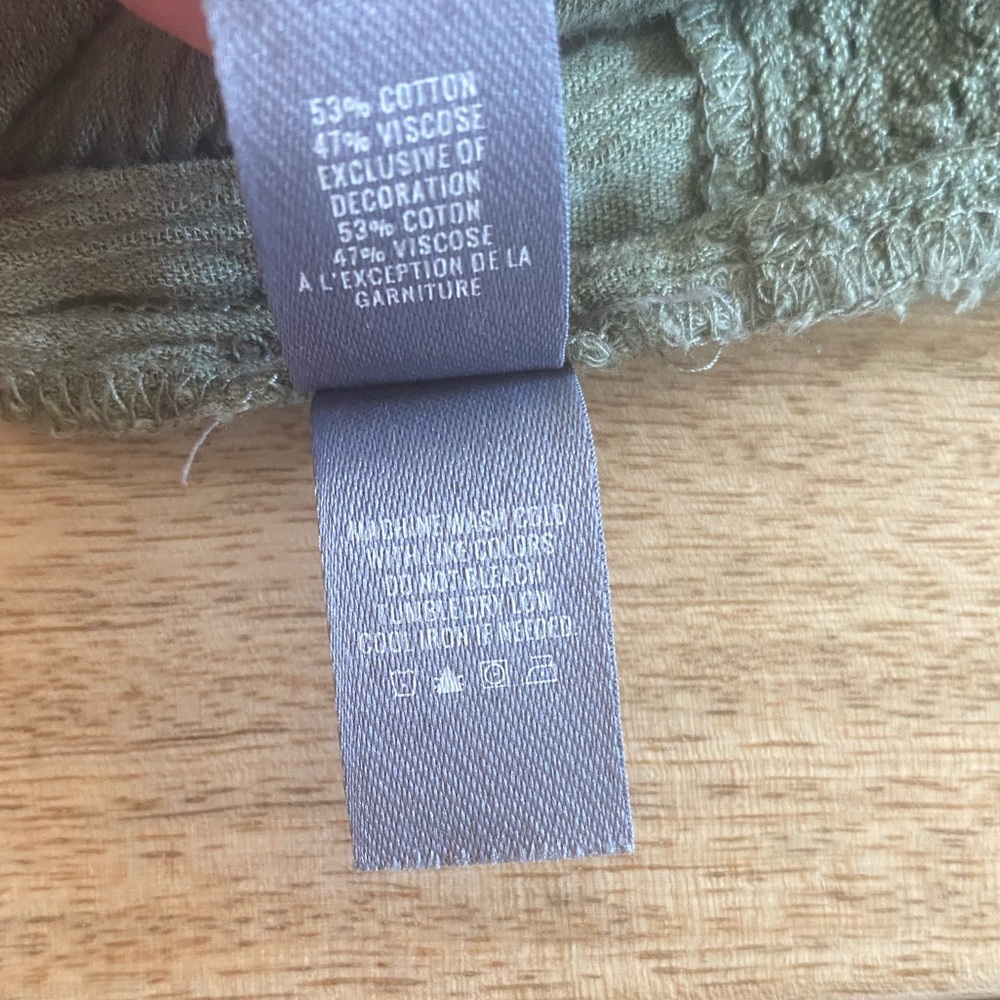 53% COTTON
47% VISCOSE
EXCLUSIVE OF
DECORATION
53% COTON
47% VISCOSE
À L'EXCEPTION DE LA
GARNITURE
MACHINE WASH COLD
WITH LIKE COLORS
DO NOT BLEACH
TUMBLE DRY LOW
COOL IRON IF NEEDED.